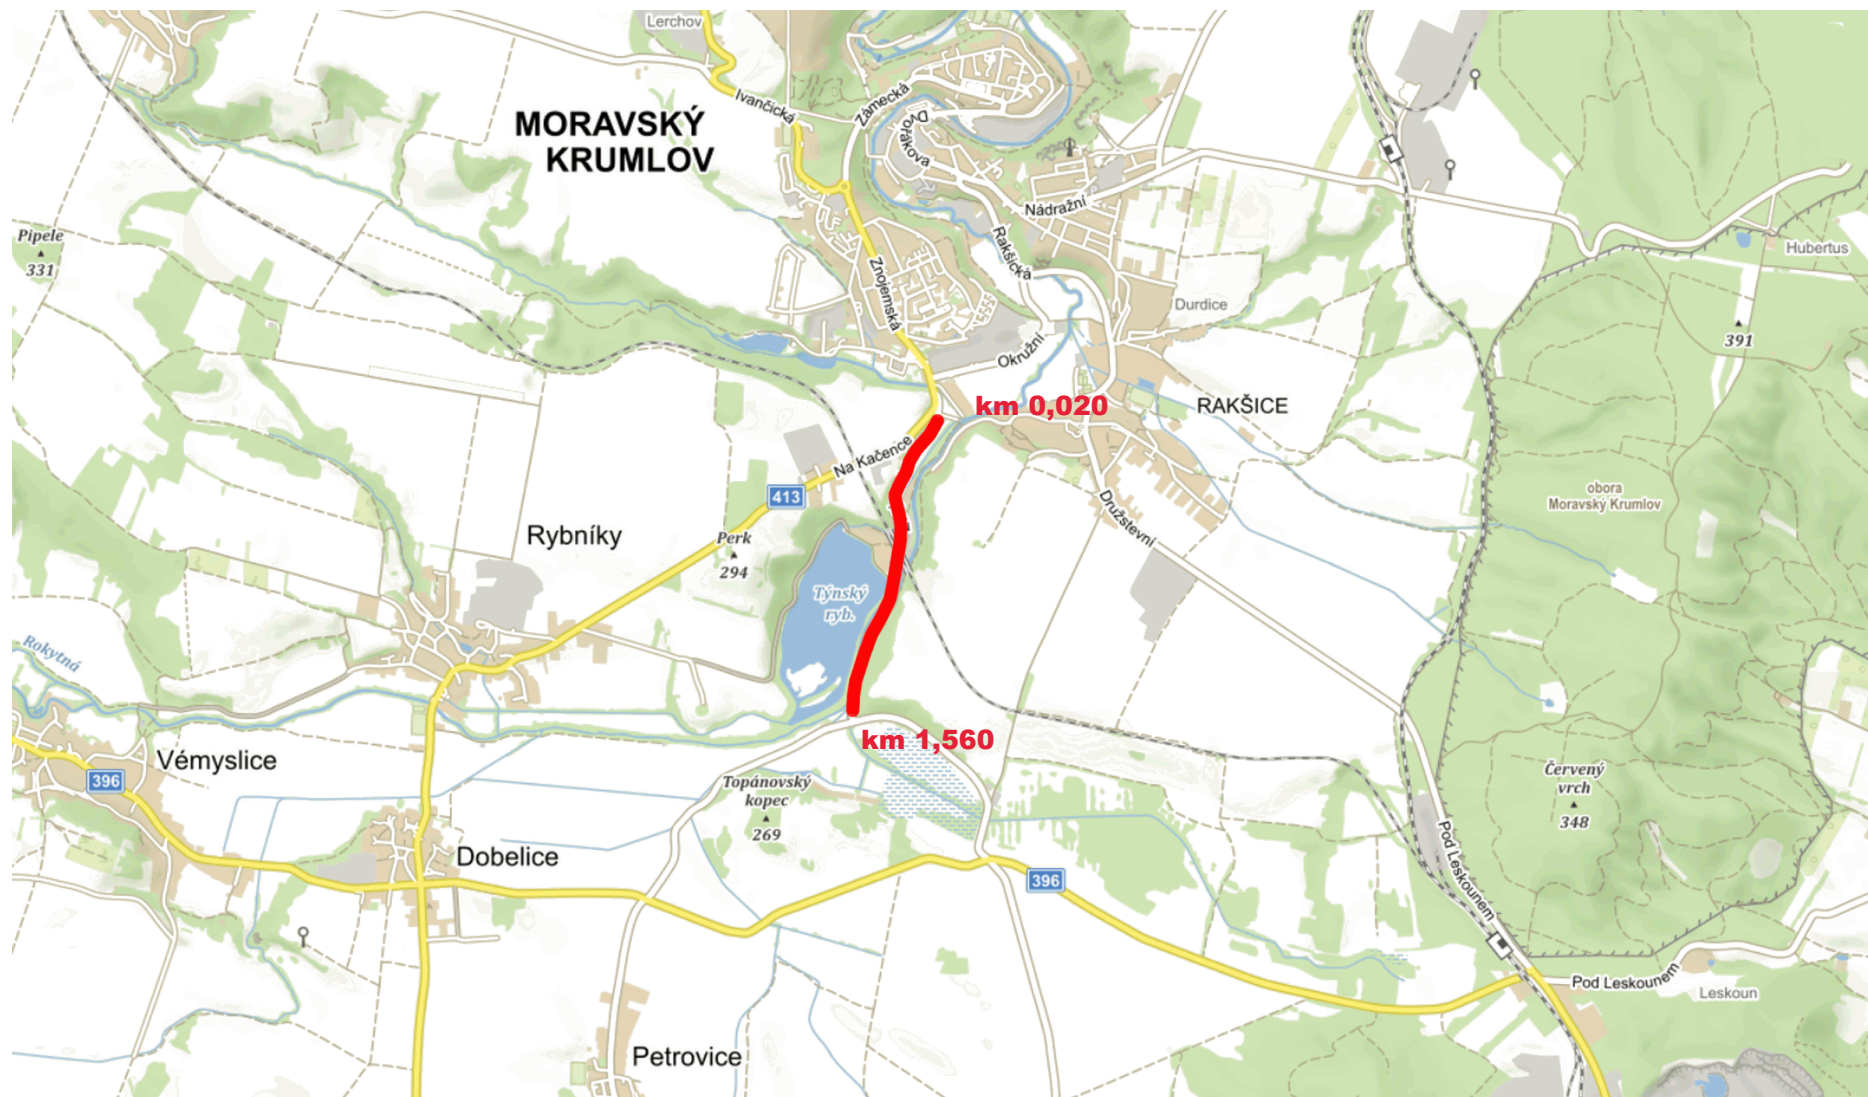 Lerchov
Ivančická
Zámecká
Dvořákova
MORAVSKÝ
KRUMLOV
Nádražní
Pipele
331
Rakšická
Hubertus
Znojemská
Durdice
391
Okružní
km 0,020
RAKŠICE
Na Kačence
413
obora
Moravský Krumlov
Družstevní
Rybníky
Perk
294
Týnský
ryb.
Rokytná
km 1,560
Vémyslice
396
Topánovský
kopec
269
Červený
vrch
348
Dobelice
Pod Leskounem
396
Pod Leskounem
Leskoun
Petrovice